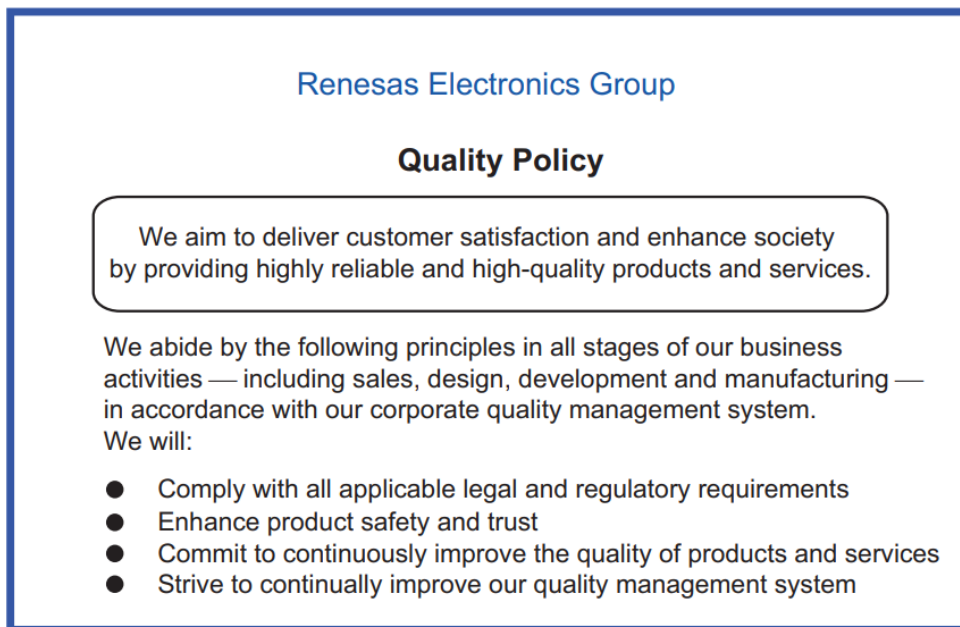 Renesas Electronics Group
Quality Policy
We aim to deliver customer satisfaction and enhance society
by providing highly reliable and high-quality products and services.
We abide by the following principles in all stages of our business
activities — including sales, design, development and manufacturing —
in accordance with our corporate quality management system.
We will:
● Comply with all applicable legal and regulatory requirements
● Enhance product safety and trust
● Commit to continuously improve the quality of products and services
● Strive to continually improve our quality management system